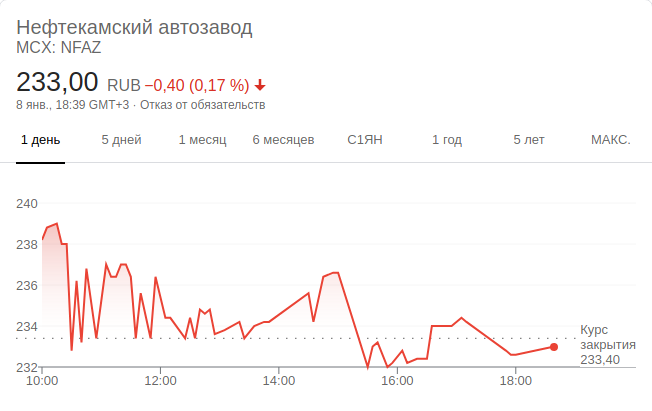 Нефтекамский автозавод
MCX: NFAZ
233,00 RUB −0,40 (0,17 %)
8 янв., 18:39 GMT+3 · Отказ от обязательств
1 день 5 дней 1 месяц 6 месяцев С1ЯН 1 год 5 лет МАКС.
240
238
236
234
Курс
закрытия
233,40
232
10:00 12:00 14:00 16:00 18:00